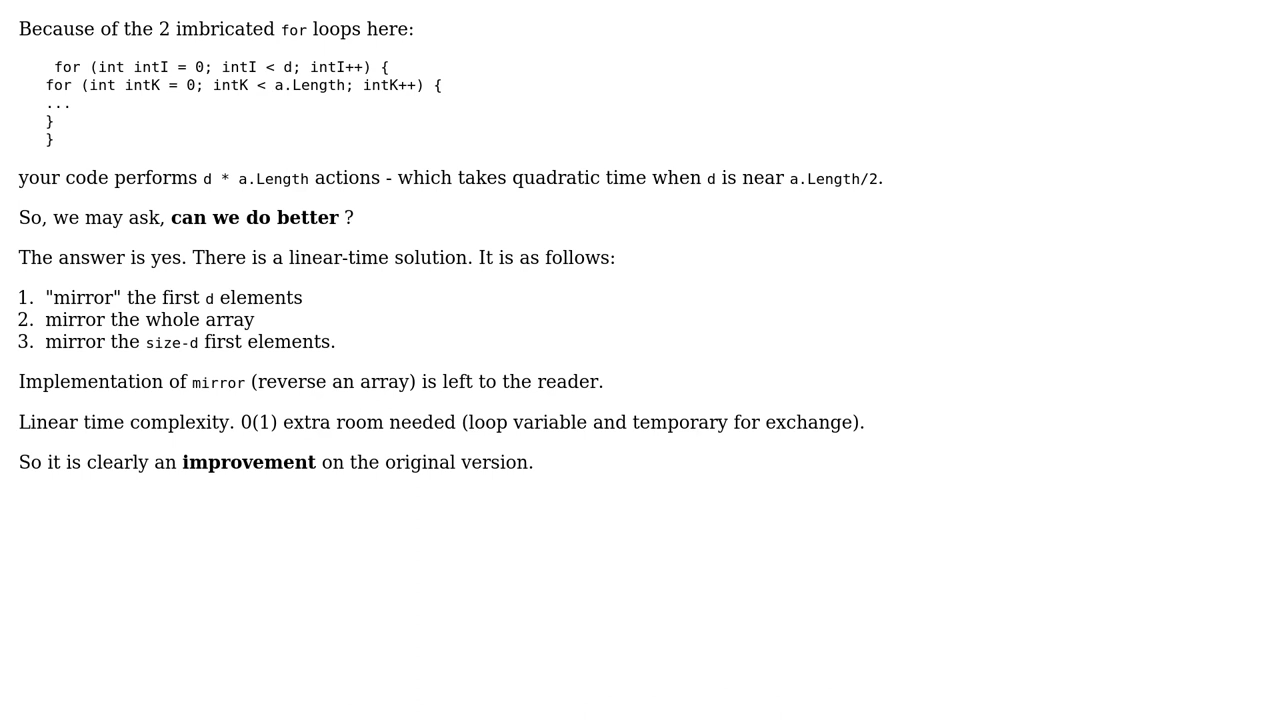 Because of the 2 imbricated for loops here:
for (int intI = 0; intI < d; intI++) {
for (int intK = 0; intK < a.Length; intK++) {
...
}
}
your code performs d * a.Length actions - which takes quadratic time when d is near a.Length/2.
So, we may ask, can we do better ?
The answer is yes. There is a linear-time solution. It is as follows:
1. "mirror" the first d elements
2. mirror the whole array
3. mirror the size-d first elements.
Implementation of mirror (reverse an array) is left to the reader.
Linear time complexity. 0(1) extra room needed (loop variable and temporary for exchange).
So it is clearly an improvement on the original version.